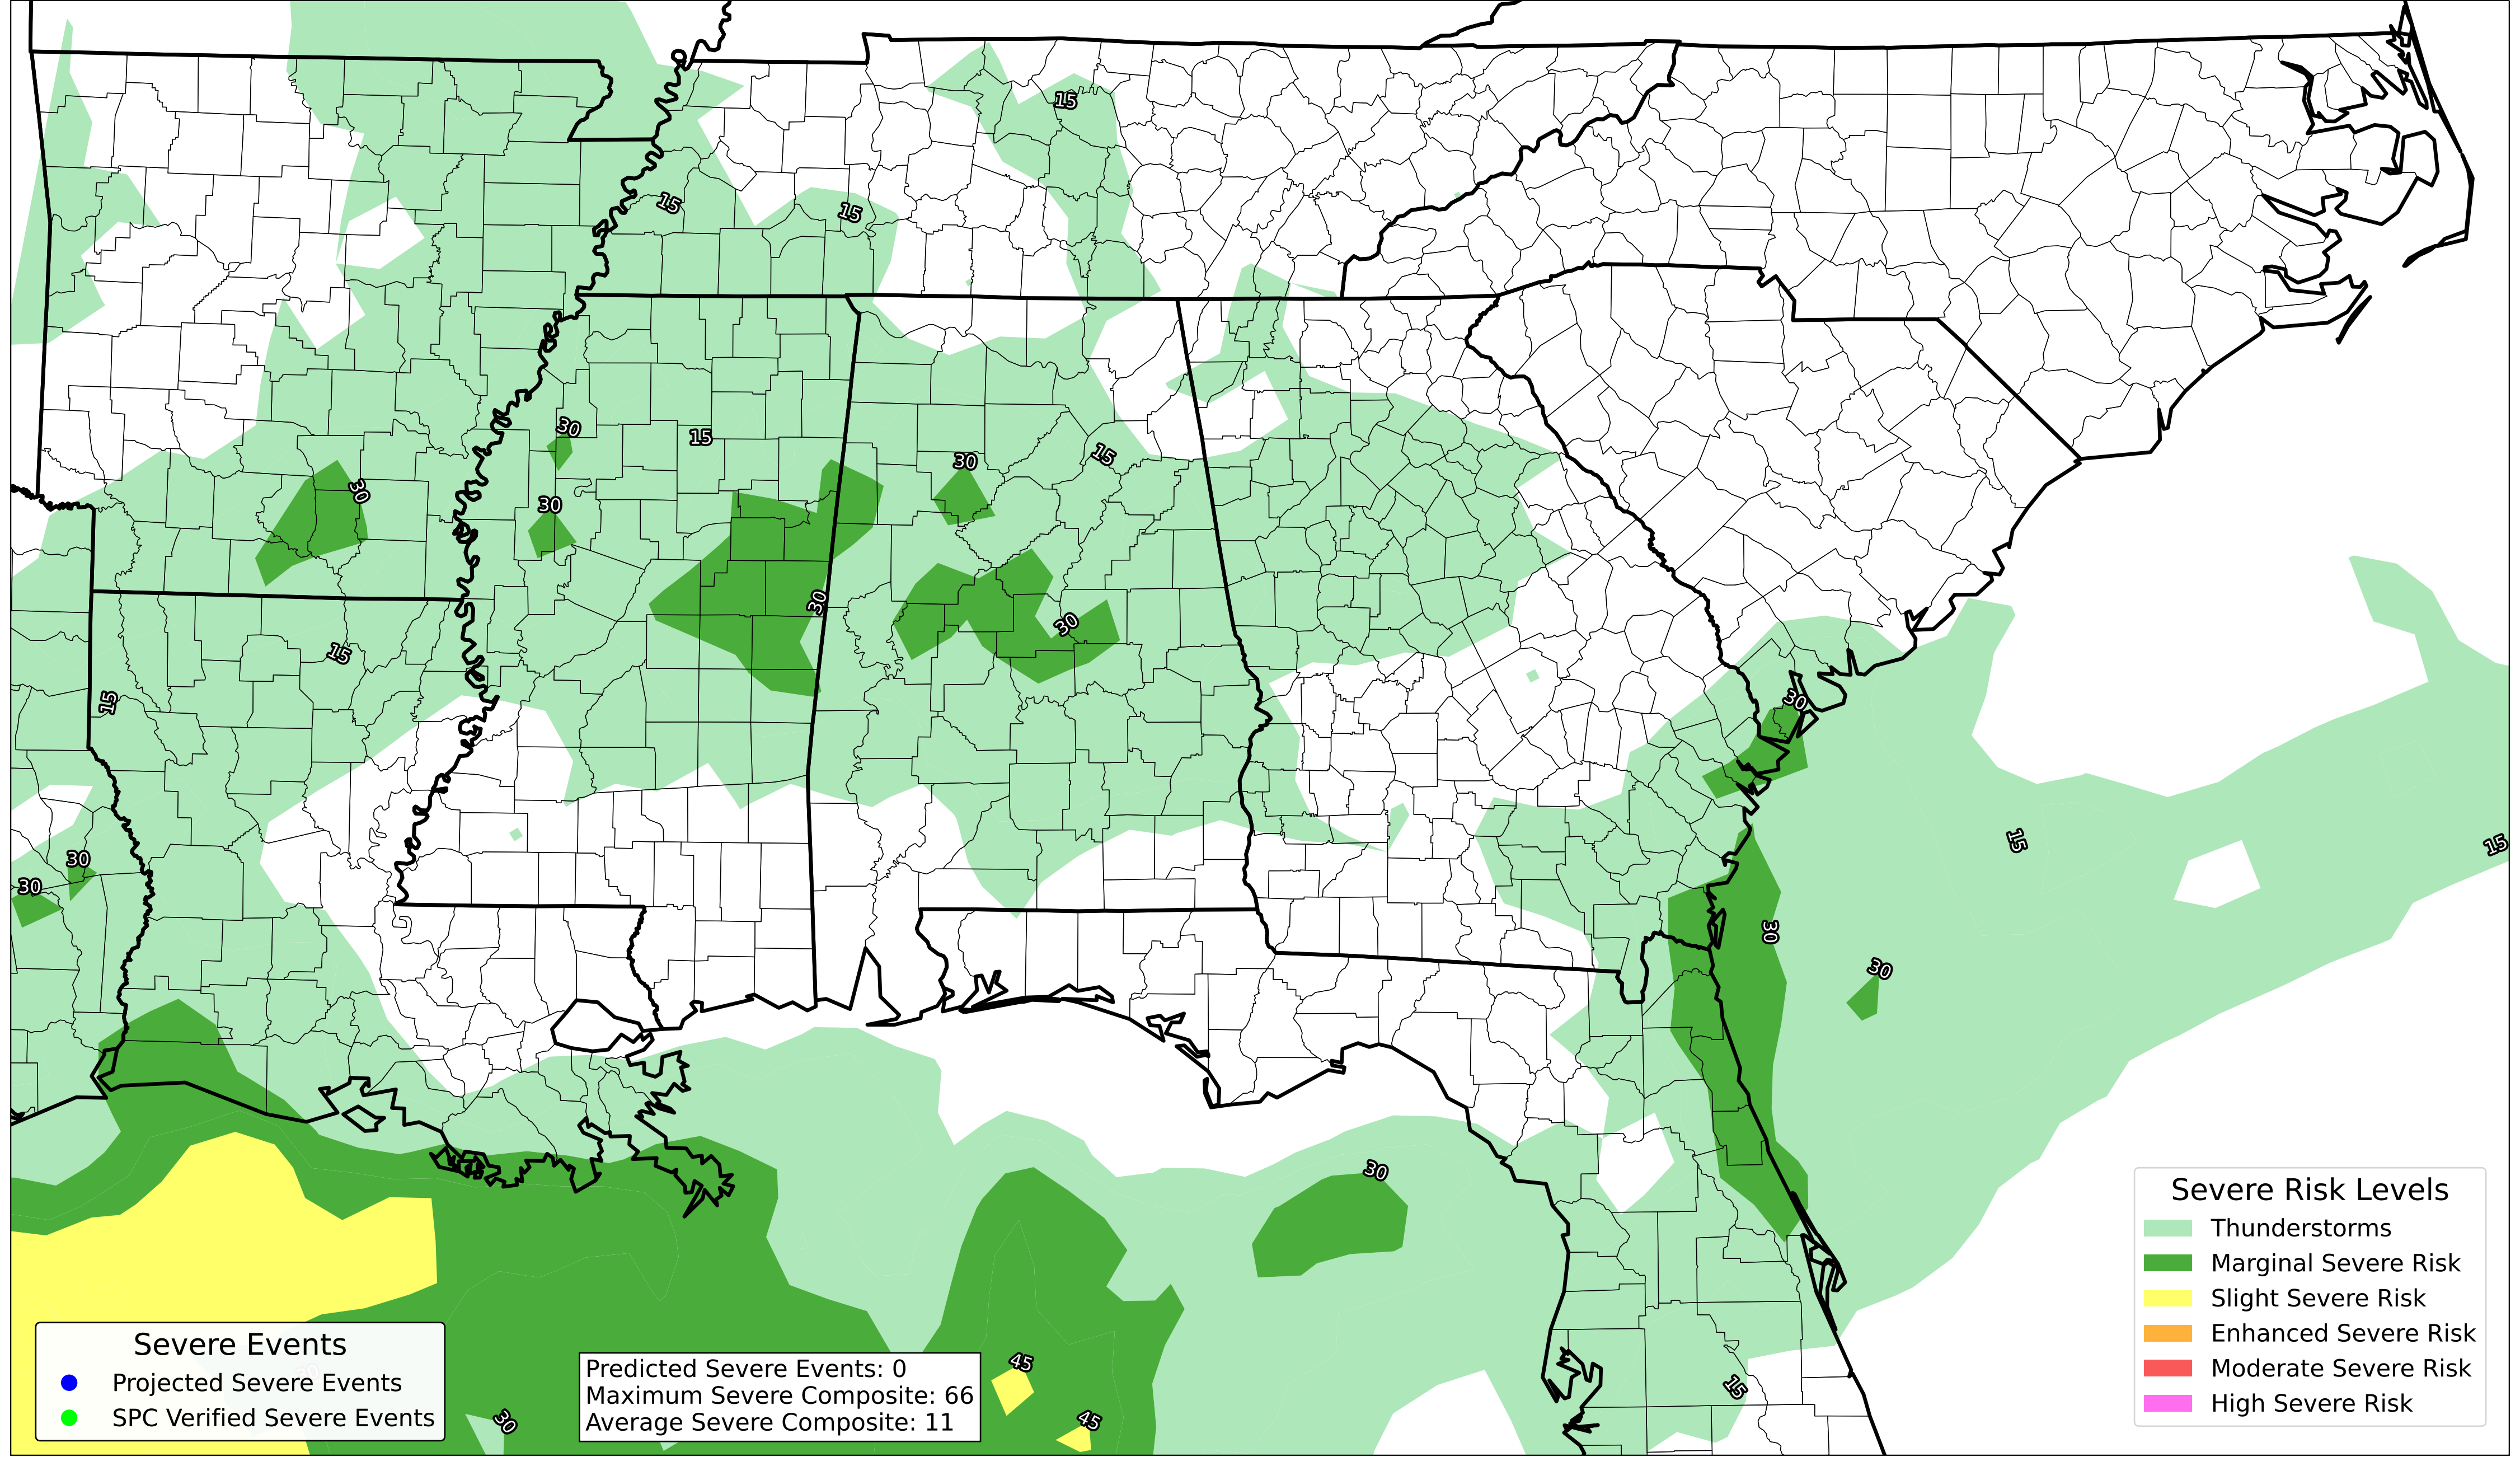 15
15
15
30
15
15
30
30
30
30
30
15
15
30
15
15
30
30
30
30
30
15
15
30
45
15
45
30
Severe Events
Projected Severe Events
SPC Verified Severe Events
Predicted Severe Events: 0
Maximum Severe Composite: 66
Average Severe Composite: 11
Severe Risk Levels
Thunderstorms
Marginal Severe Risk
Slight Severe Risk
Enhanced Severe Risk
Moderate Severe Risk
High Severe Risk